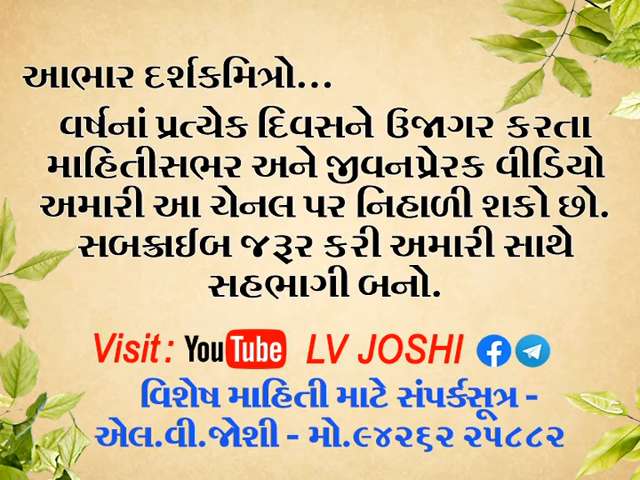 આભાર દર્શકમિત્રો...
વર્ષનાં પ્રત્યેક દિવસને ઉજાગર કરતા
માહિતીસભર અને જીવનપ્રેરક વીડિયો
અમારી આ ચેનલ પર નિહાળી શકો છો.
સબસ્ક્રાઈબ જરૂર કરી અમારી સાથે
સહભાગી બનો.
Visit : YouTube LV JOSHI
વિશેષ માહિતી માટે સંપર્કસૂત્ર -
એલ.વી.જોશી - મો.૯૪૨૬૨ ૨૫૮૮૨